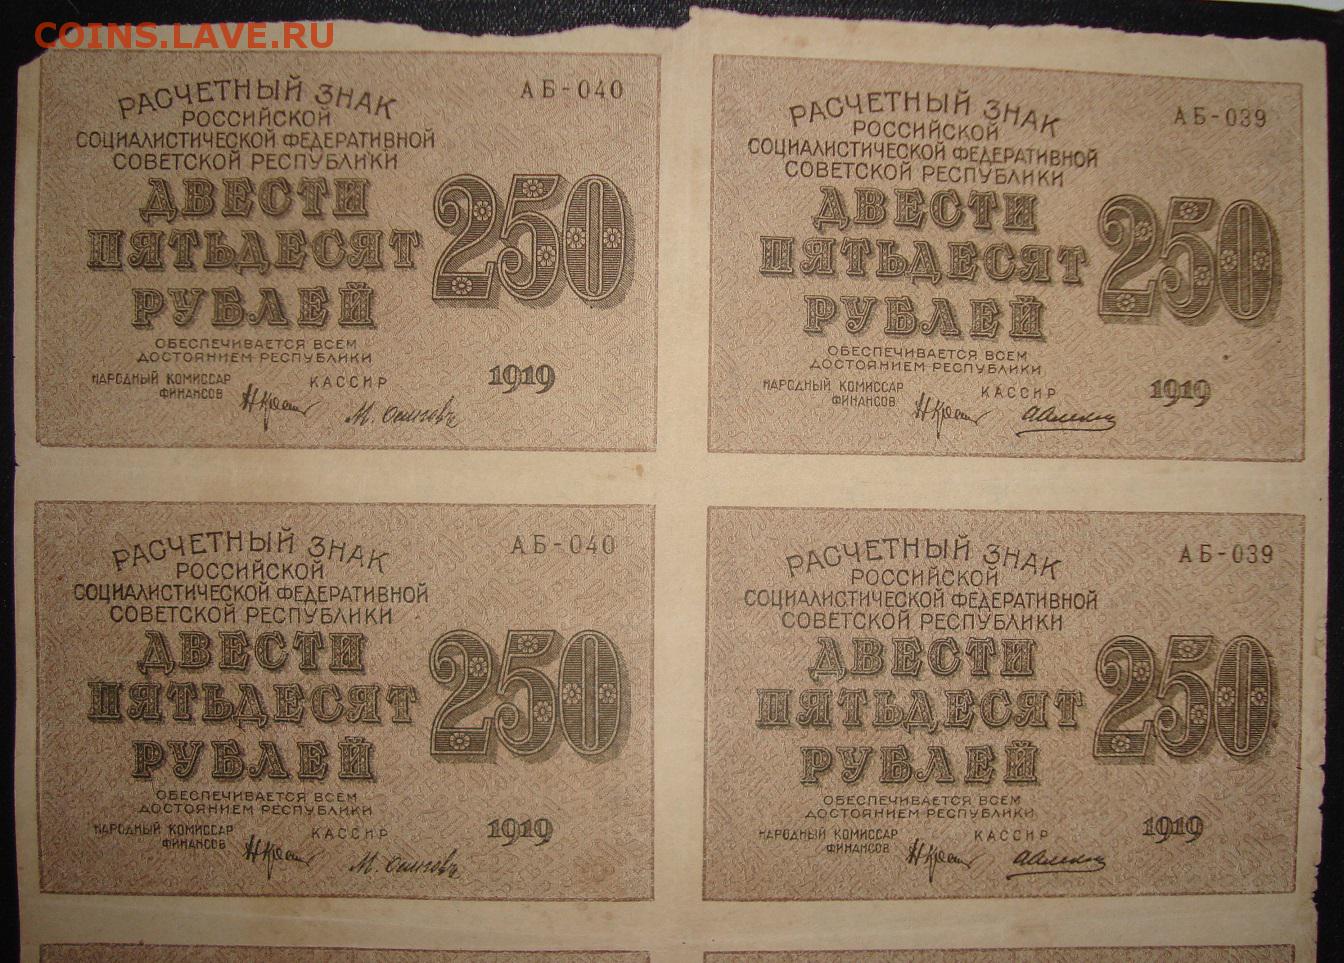 COINS.LAVE.RU
АБ-040
РАСЧЕТНЫЙ ЗНАК
РОССИЙСКОЙ
СОЦИАЛИСТИЧЕСКОЙ ФЕДЕРАТИВНОЙ
СОВЕТСКОЙ РЕСПУБЛИКИ
ДВЕСТИ
ПЯТЬДЕСЯТ
РУБЛЕЙ
250
ОБЕСПЕЧИВАЕТСЯ ВСЕМ
ДОСТОЯНИЕМ РЕСПУБЛИКИ
НАРОДНЫЙ КОМИССАР
ФИНАНСОВ
КАССИР
1919
АБ-039
РАСЧЕТНЫЙ ЗНАК
РОССИЙСКОЙ
СОЦИАЛИСТИЧЕСКОЙ ФЕДЕРАТИВНОЙ
СОВЕТСКОЙ РЕСПУБЛИКИ
ДВЕСТИ
ПЯТЬДЕСЯТ
РУБЛЕЙ
250
ОБЕСПЕЧИВАЕТСЯ ВСЕМ
ДОСТОЯНИЕМ РЕСПУБЛИКИ
НАРОДНЫЙ КОМИССАР
ФИНАНСОВ
КАССИР
1919
АБ-040
РАСЧЕТНЫЙ ЗНАК
РОССИЙСКОЙ
СОЦИАЛИСТИЧЕСКОЙ ФЕДЕРАТИВНОЙ
СОВЕТСКОЙ РЕСПУБЛИКИ
ДВЕСТИ
ПЯТЬДЕСЯТ
РУБЛЕЙ
250
ОБЕСПЕЧИВАЕТСЯ ВСЕМ
ДОСТОЯНИЕМ РЕСПУБЛИКИ
НАРОДНЫЙ КОМИССАР
ФИНАНСОВ
КАССИР
1919
АБ-039
РАСЧЕТНЫЙ ЗНАК
РОССИЙСКОЙ
СОЦИАЛИСТИЧЕСКОЙ ФЕДЕРАТИВНОЙ
СОВЕТСКОЙ РЕСПУБЛИКИ
ДВЕСТИ
ПЯТЬДЕСЯТ
РУБЛЕЙ
250
ОБЕСПЕЧИВАЕТСЯ ВСЕМ
ДОСТОЯНИЕМ РЕСПУБЛИКИ
НАРОДНЫЙ КОМИССАР
ФИНАНСОВ
КАССИР
1919